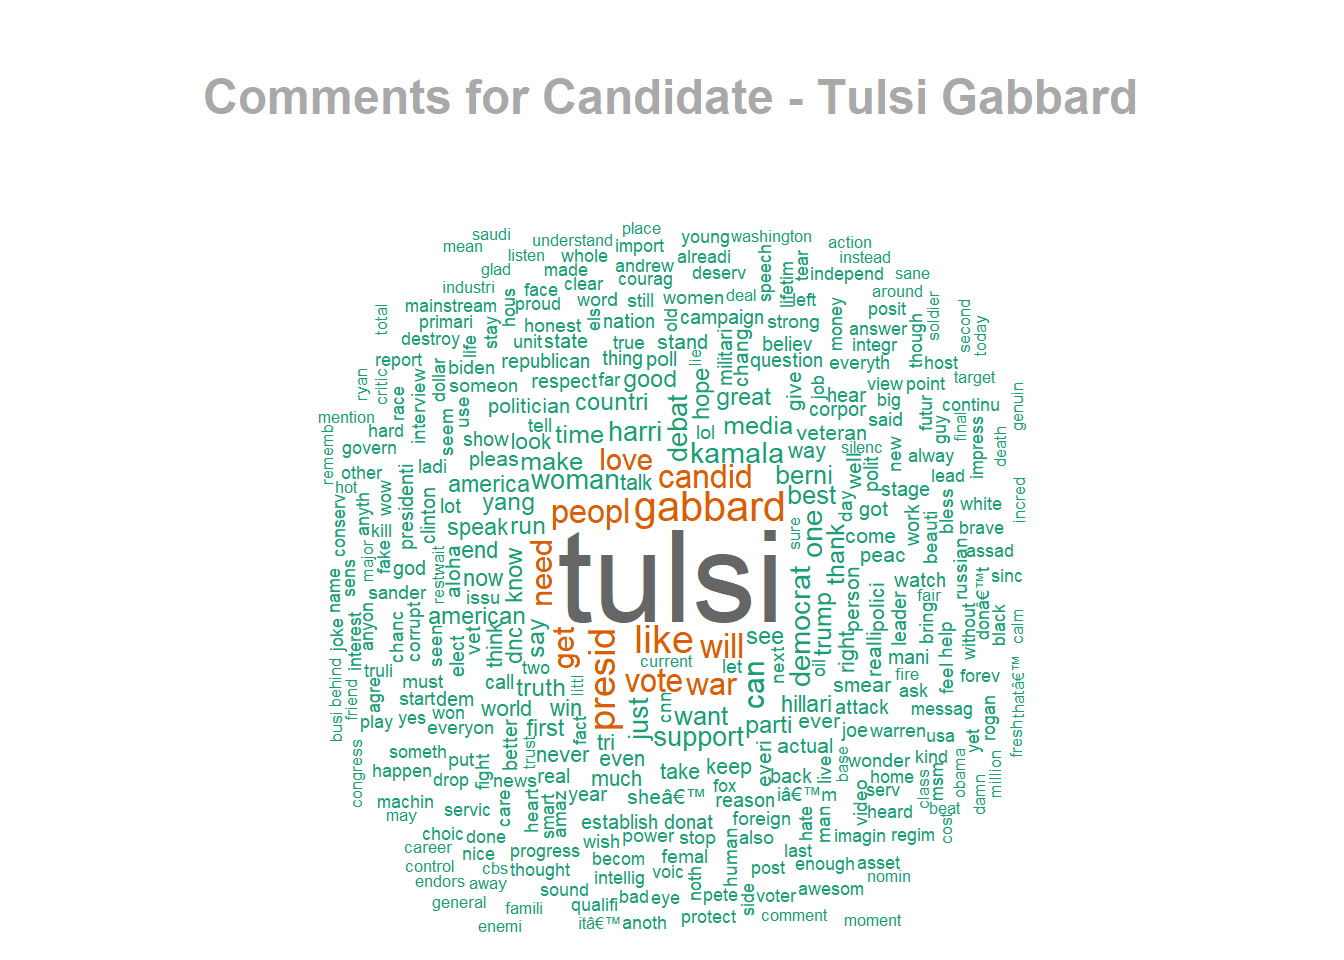 Comments for Candidate - Tulsi Gabbard
place
saudi
young washington
mean
understand
import
action
listen
whole
alreadi
speech
tear
instead
glad
made
andrew
deserv
independ
sane
industri
face
clear
courag
lifetim
hous
mainstream
proud
word
still
women
deal
left
around
total
primari
stay
honest
els
nation
old
campaign
strong
money
posit
soldier
second
destroy
life
unit
state
true
stand
militari
chang
believ
answer
integr
though
today
report
dollar
biden
republican
thing
poll
lie
question
everyth
host
ryan
critic
someon
respect
far
good
hope
great
give
job
hear
view
point
target
race
interview
seem
use
politician
countri
debat
corpor
big
futur
continu
genuin
mention
hard
tell
time
harri
lol
media
veteran
said
guy
final
impress
death
rememb
govern
show
look
kamala
way
silenc
new
alway
other
ladi
pleas
make
love
candid
berni
well
polit
lead
hot
wow
america
woman
talk
best
day
stage
white
incred
conserv
anyth
presidenti
lot
yang
peopl
gabbard
got
work
bless
kill
clinton
speak
run
sure
one
thank
come
beauti
brave
major
fake
god
restwait
aloha
end
need
tulsi
peac
russian
assad
name
sens
sander
now
know
democrat
trump
person
polici
watch
sinc
issu
fair
joke
interest
anyon
chanc
corrupt
american
like
will
see
leader
bring
without
donâ€™t
black
calm
seen
elect
vet
think
dnc
say
get
presid
current
let
next
oil
right
realli
mani
feel
help
behind
truli
two
littl
vote
war
can
fire
forev
friend
agre
must
call
truth
hillari
smear
ask
thatâ€™
busi
start
dem
world
win
just
cnn
want
attack
messag
rogan
play
yes
won
everyon
first
fact
support
parti
ever
joe
warren
usa
yet
fresh
someth
better
trust
never
tri
even
everi
actual
wonder
kind
congress
happen
put
fight
news
real
much
take
keep
back
live
base
home
class
msm
obama
million
drop
fox
machin
care
heart
smart
amaz
year
sheâ€™
reason
iâ€™m
video
serv
damn
may
servic
establish
donat
foreign
hate
man
heard
beat
choic
done
wish
power
stop
also
imagin
regim
cost
career
nice
progress
becom
femal
human
last
control
cbs
thought
intellig
voic
noth
post
enough
asset
nomin
endors
away
sound
bad
eye
pete
side
voter
awesom
general
famili
qualifi
protect
comment
moment
enemi
itâ€™
anoth